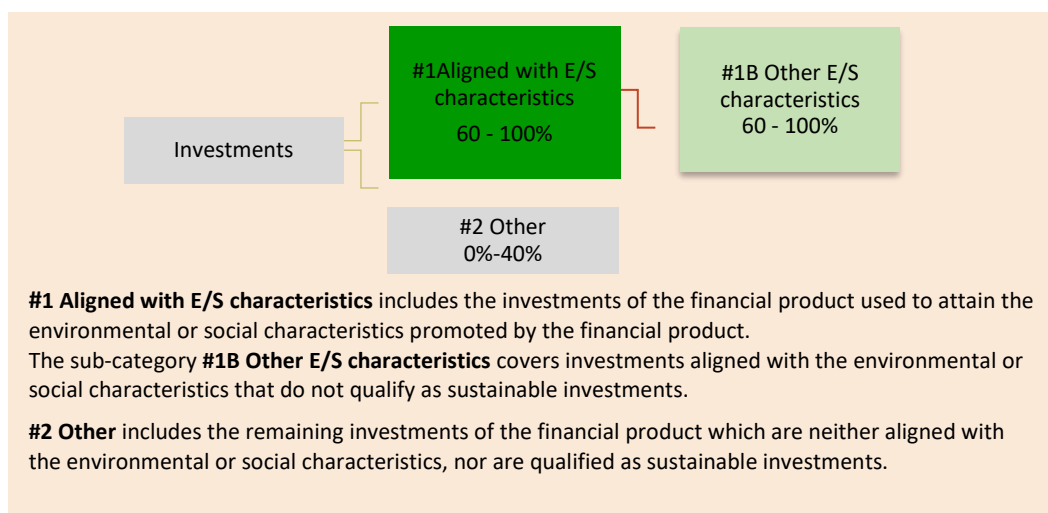 #1Aligned with E/S
characteristics
60 - 100%
#1B Other E/S
characteristics
60 - 100%
Investments
#2 Other
0%-40%
#1 Aligned with E/S characteristics includes the investments of the financial product used to attain the
environmental or social characteristics promoted by the financial product.
The sub-category #1B Other E/S characteristics covers investments aligned with the environmental or
social characteristics that do not qualify as sustainable investments.
#2 Other includes the remaining investments of the financial product which are neither aligned with
the environmental or social characteristics, nor are qualified as sustainable investments.